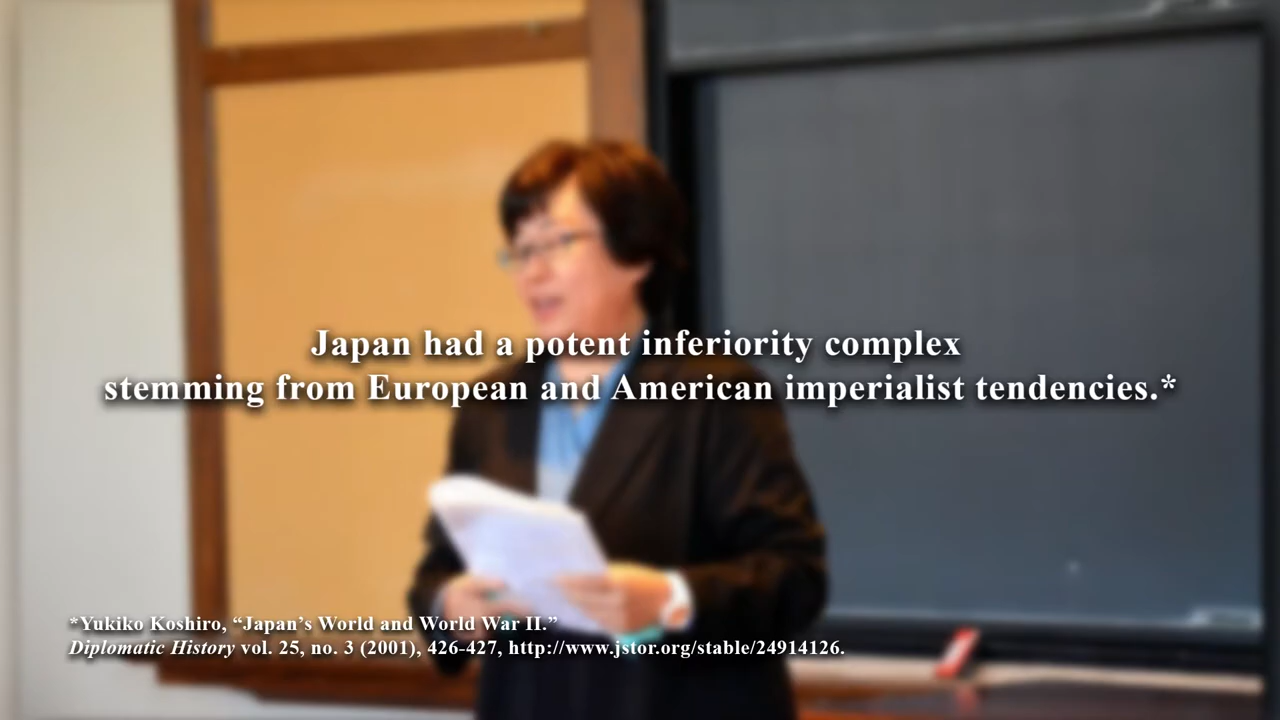 Japan had a potent inferiority complex
stemming from European and American imperialist tendencies.*
*Yukiko Koshiro, “Japan’s World and World War II.”
Diplomatic History vol. 25, no. 3 (2001), 426-427, http://www.jstor.org/stable/24914126.